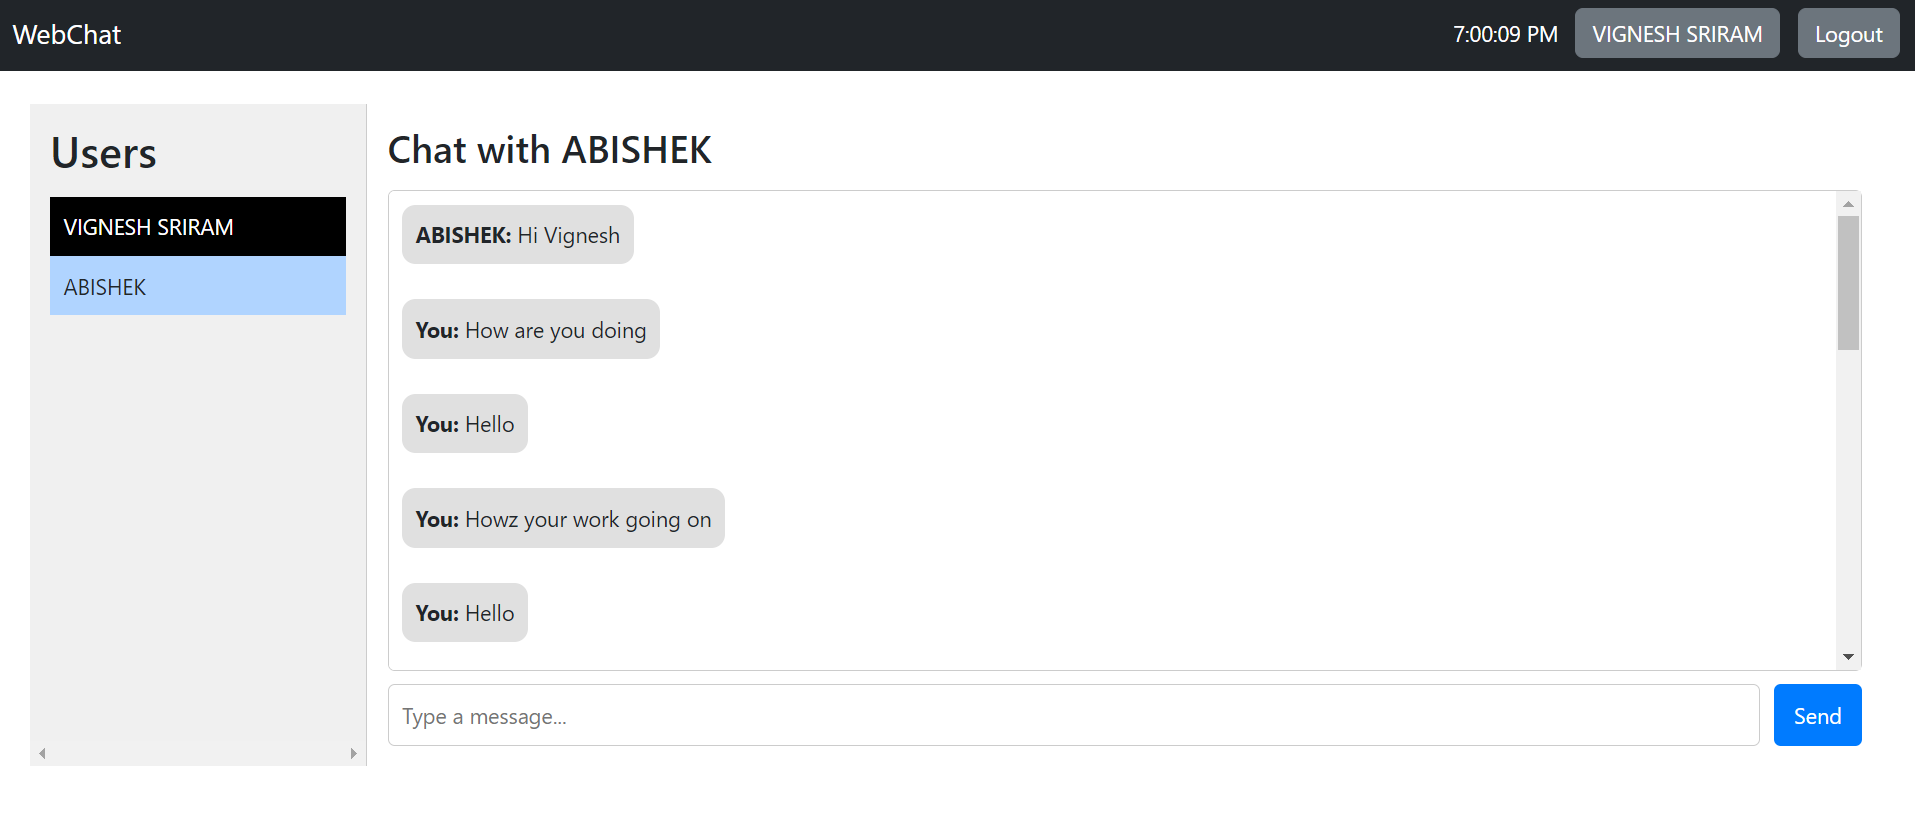 WebChat
7:00:09 PM
VIGNESH SRIRAM
Logout
Users
VIGNESH SRIRAM
ABISHEK
Chat with ABISHEK
ABISHEK: Hi Vignesh
You: How are you doing
You: Hello
You: Howz your work going on
You: Hello
Type a message...
Send